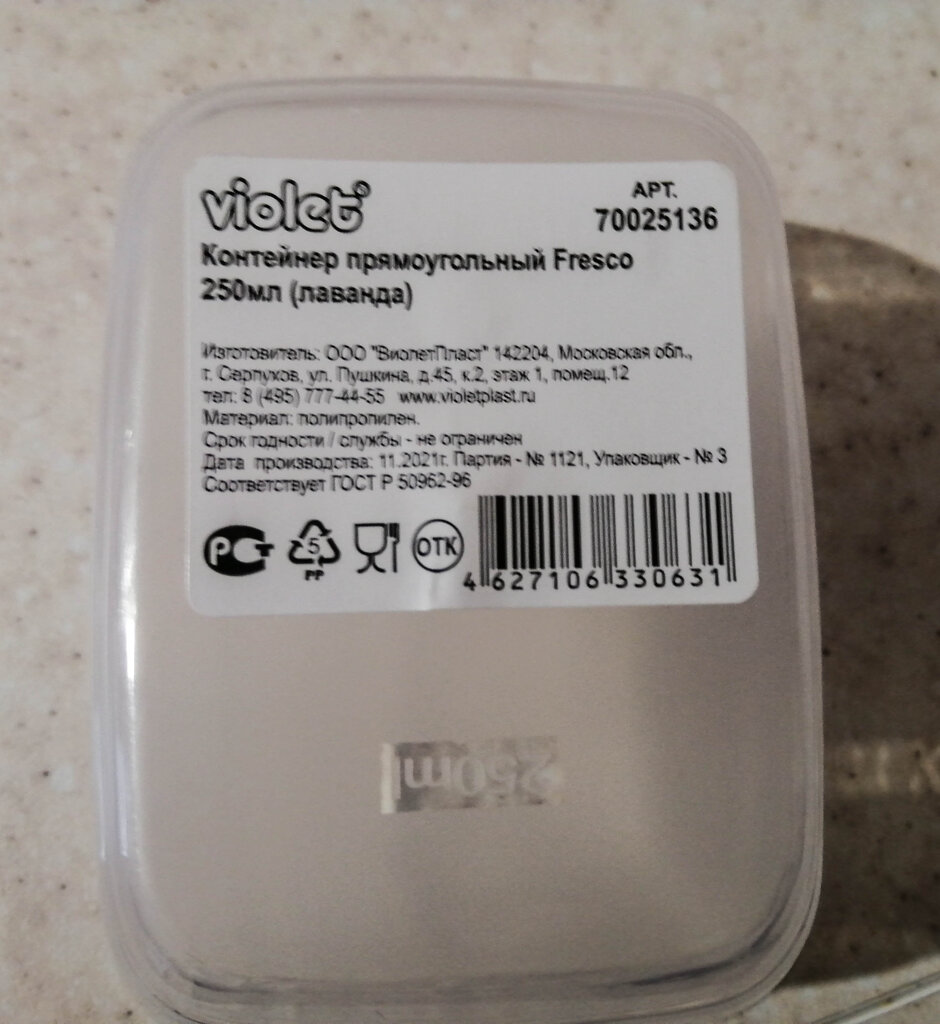 violet®
АРТ.
70025136
Контейнер прямоугольный Fresco
250мл (лаванда)
Изготовитель: ООО "ВиолетПласт" 142204, Московская обл.,
г. Серпухов, ул. Пушкина, д.45, к.2, этаж 1, помещ.12
тел: 8 (495) 777-44-55 www.violetplast.ru
Материал: полипропилен.
Срок годности / службы - не ограничен
Дата производства: 11.2021г. Партия - № 1121, Упаковщик - № 3
Соответствует ГОСТ Р 50962-96
РСТ
5
PP
ОТК
4 627106 330631
250ml